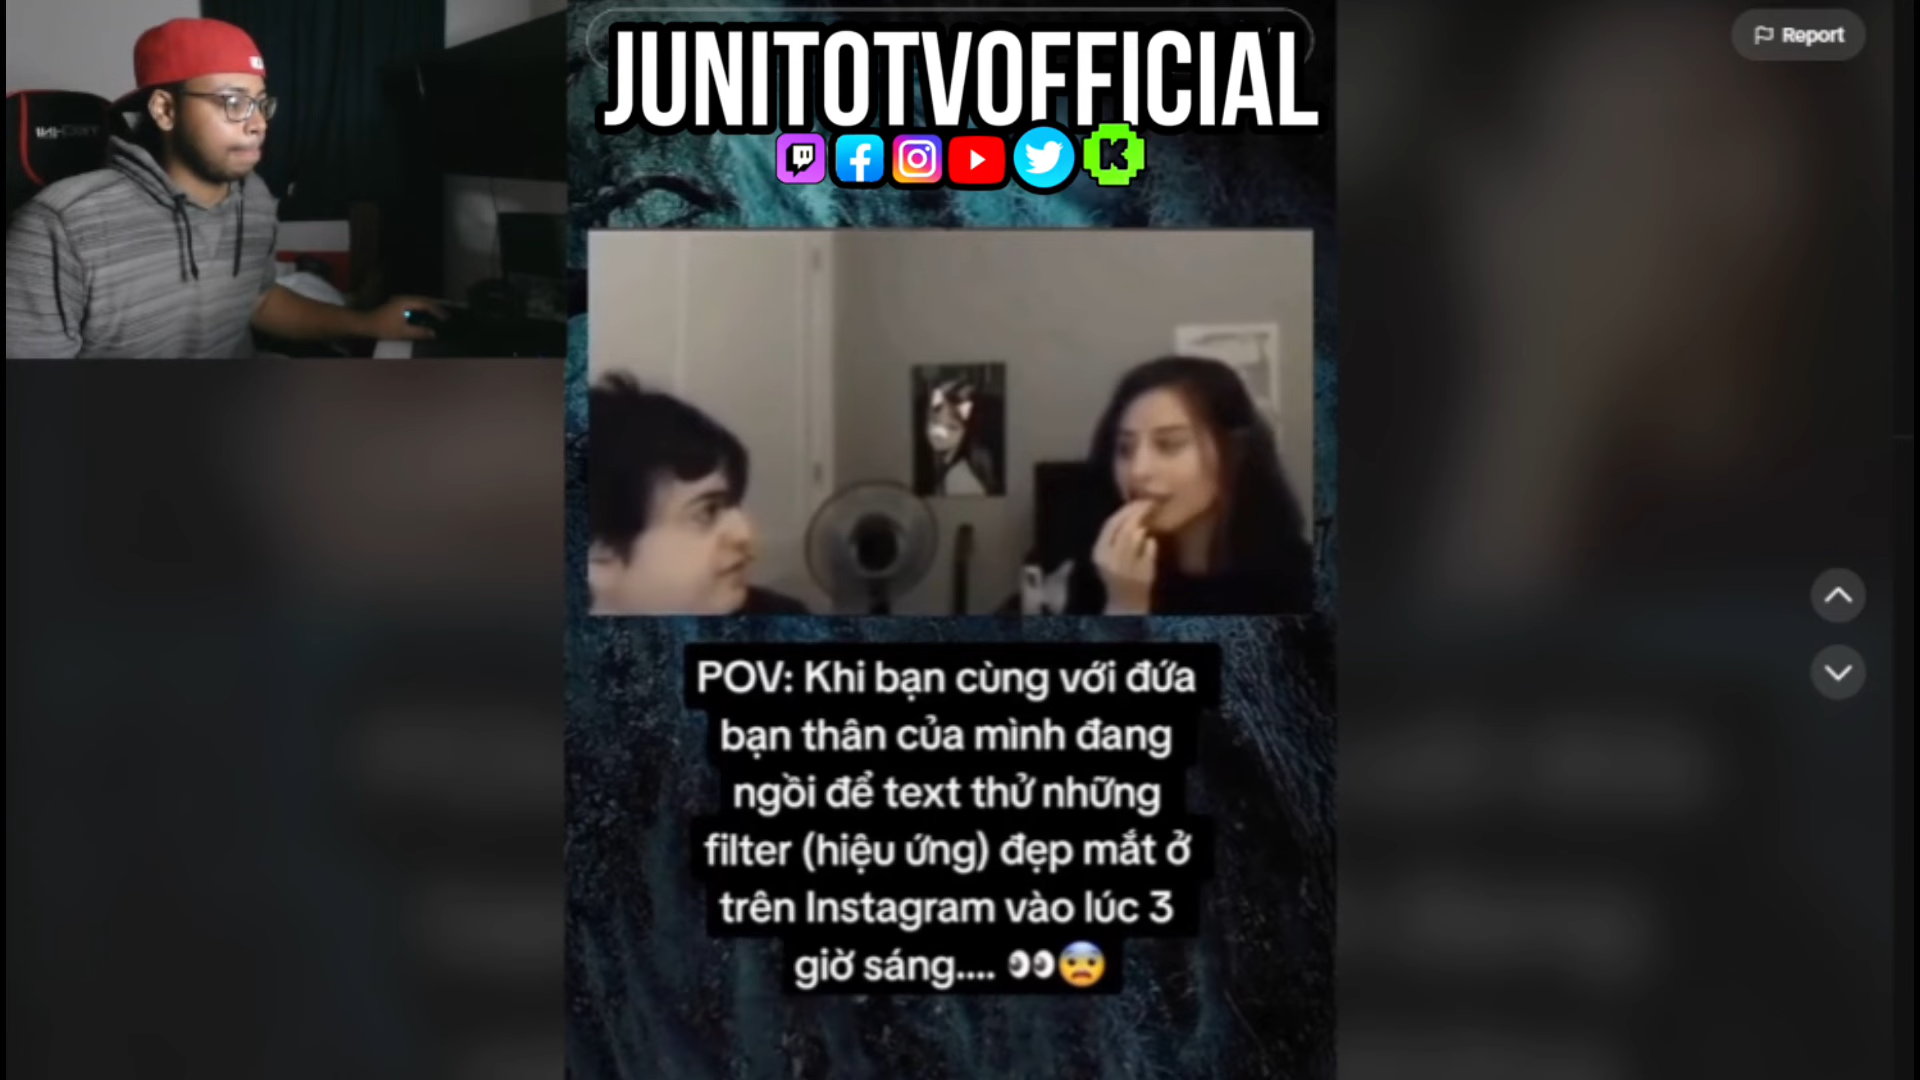 JUNITOTVOFFICIAL
Report
POV: Khi bạn cùng với đứa
bạn thân của mình đang
ngồi để text thử những
filter (hiệu ứng) đẹp mắt ở
trên Instagram vào lúc 3
giờ sáng.... 👀😨